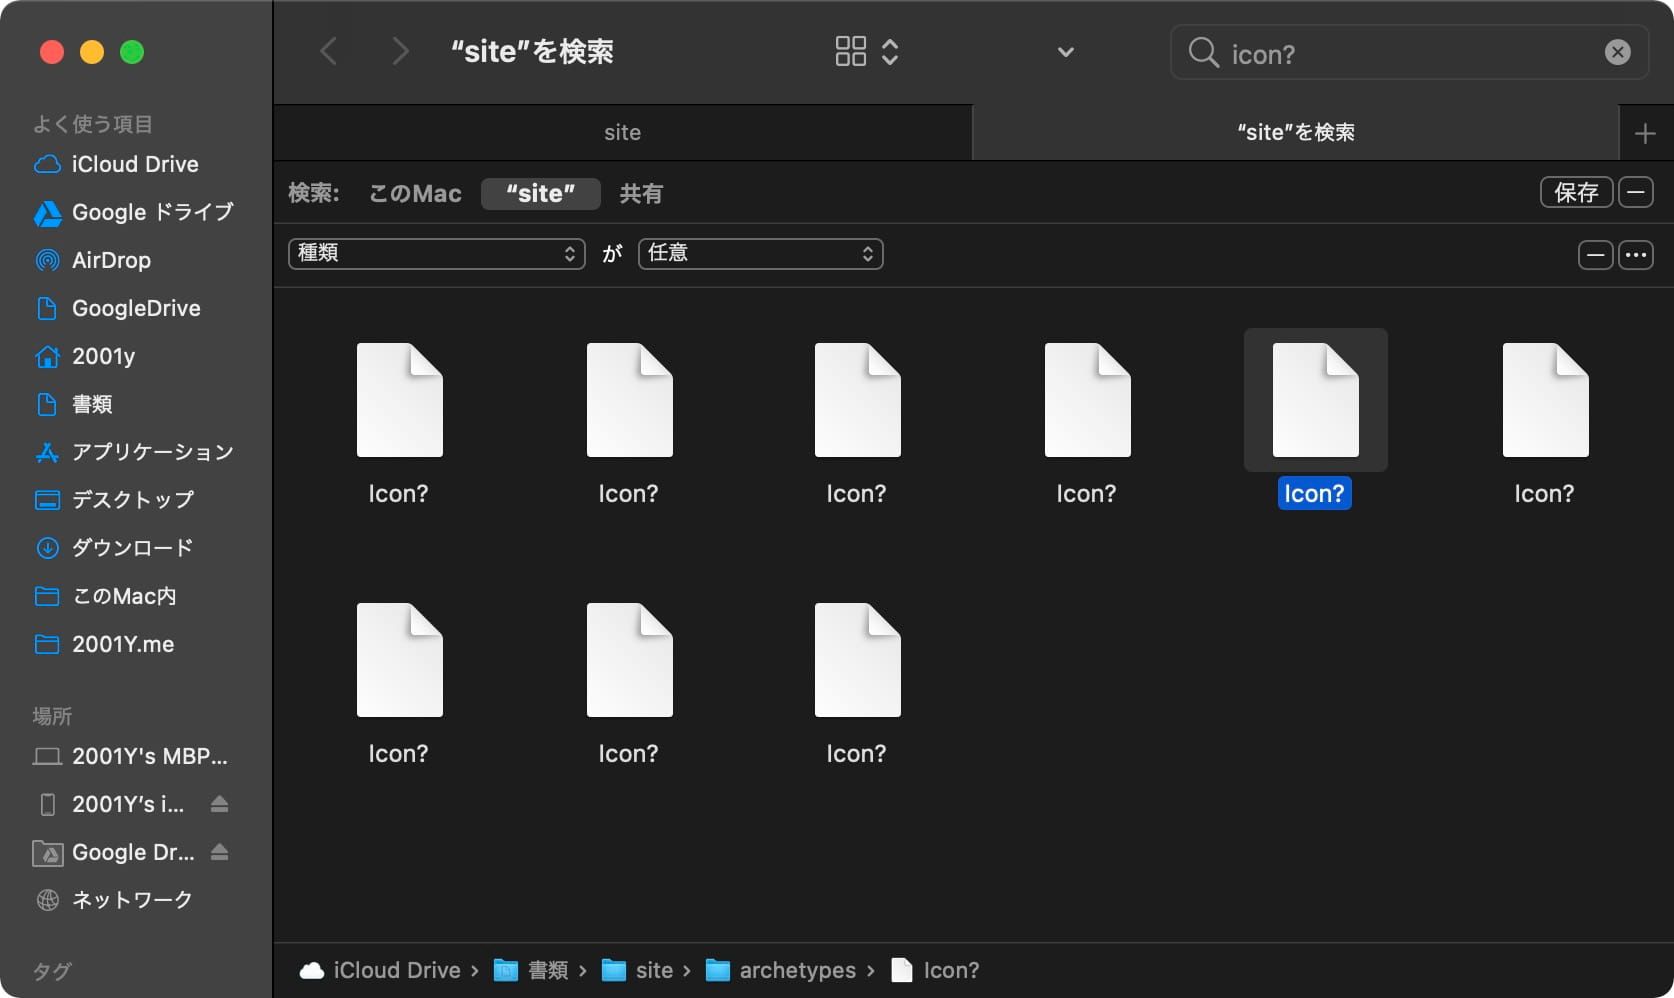 “site”を検索
icon?
よく使う項目
iCloud Drive
Google ドライブ
AirDrop
GoogleDrive
2001y
書類
アプリケーション
デスクトップ
ダウンロード
このMac内
2001Y.me
場所
2001Y's MBP...
2001Y’s i...
Google Dr...
ネットワーク
タグ
site
“site”を検索
検索: このMac “site” 共有
保存
種類 が 任意
Icon? Icon? Icon? Icon? Icon? Icon?
Icon? Icon? Icon?
iCloud Drive › 書類 › site › archetypes › Icon?